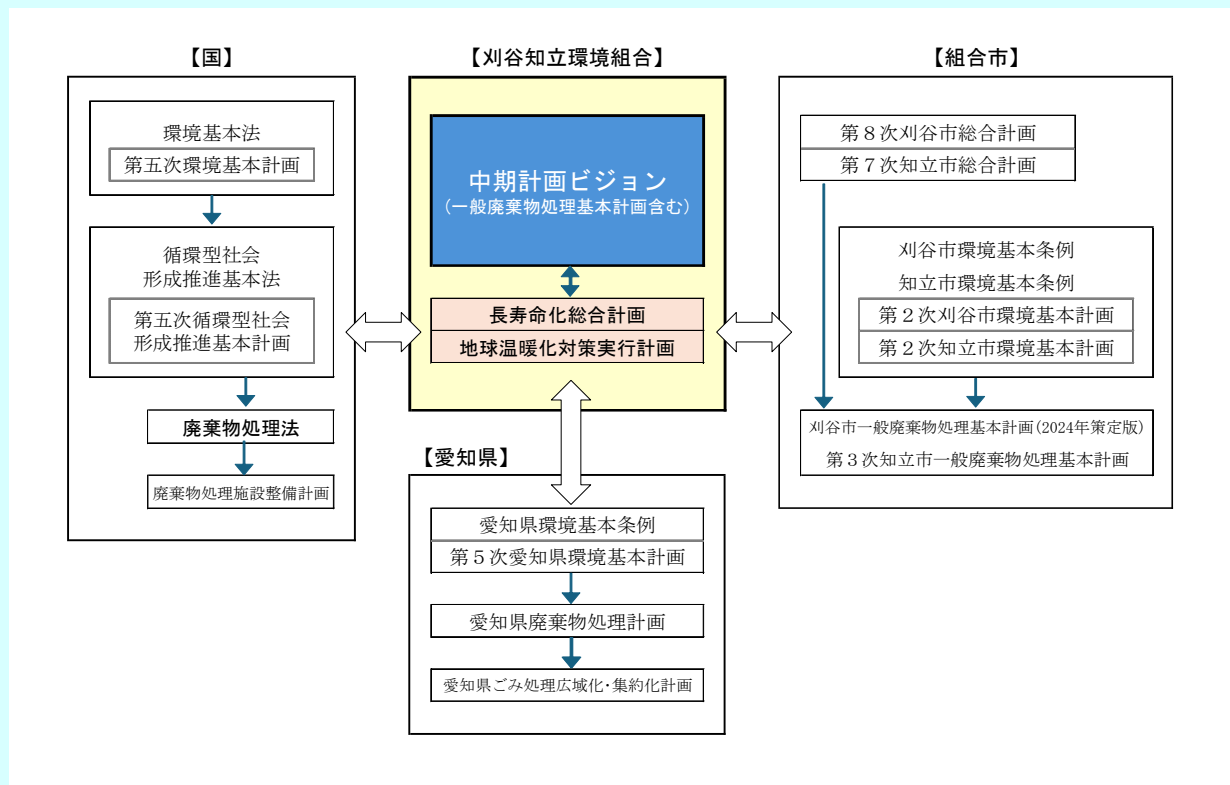 【国】
環境基本法
第五次環境基本計画
循環型社会
形成推進基本法
第五次循環型社会
形成推進基本計画
廃棄物処理法
廃棄物処理施設整備計画
【刈谷知立環境組合】
中期計画ビジョン
(一般廃棄物処理基本計画含む)
長寿命化総合計画
地球温暖化対策実行計画
【愛知県】
愛知県環境基本条例
第5次愛知県環境基本計画
愛知県廃棄物処理計画
愛知県ごみ処理広域化・集約化計画
【組合市】
第8次刈谷市総合計画
第7次知立市総合計画
刈谷市環境基本条例
知立市環境基本条例
第2次刈谷市環境基本計画
第2次知立市環境基本計画
刈谷市一般廃棄物処理基本計画(2024年策定版)
第3次知立市一般廃棄物処理基本計画